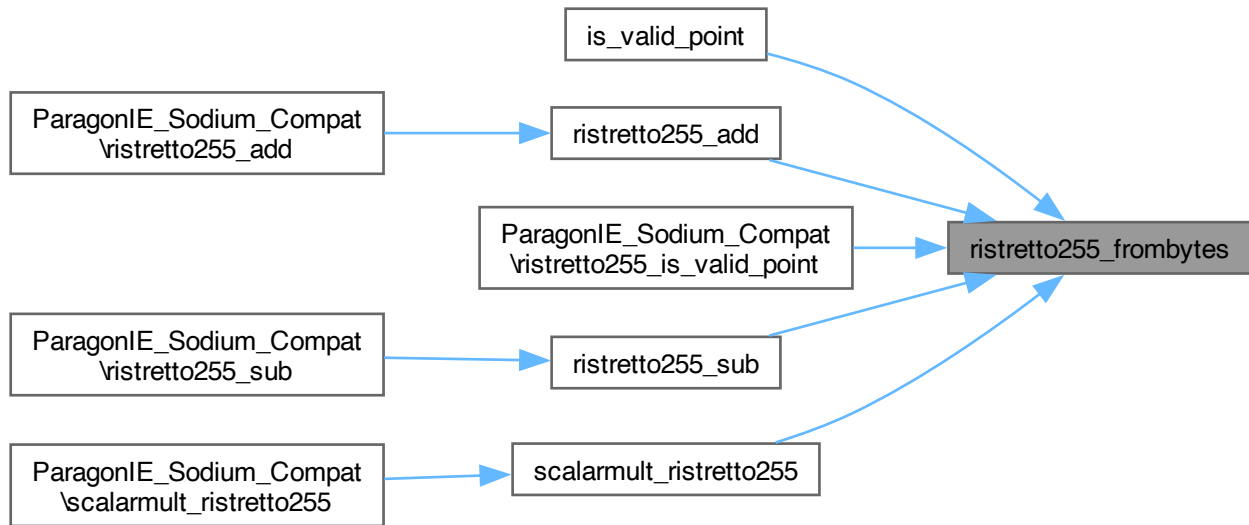 is_valid_point
ParagonIE_Sodium_Compat
\ristretto255_add
ristretto255_add
ParagonIE_Sodium_Compat
\ristretto255_is_valid_point
ristretto255_frombytes
ParagonIE_Sodium_Compat
\ristretto255_sub
ristretto255_sub
ParagonIE_Sodium_Compat
\scalarmult_ristretto255
scalarmult_ristretto255